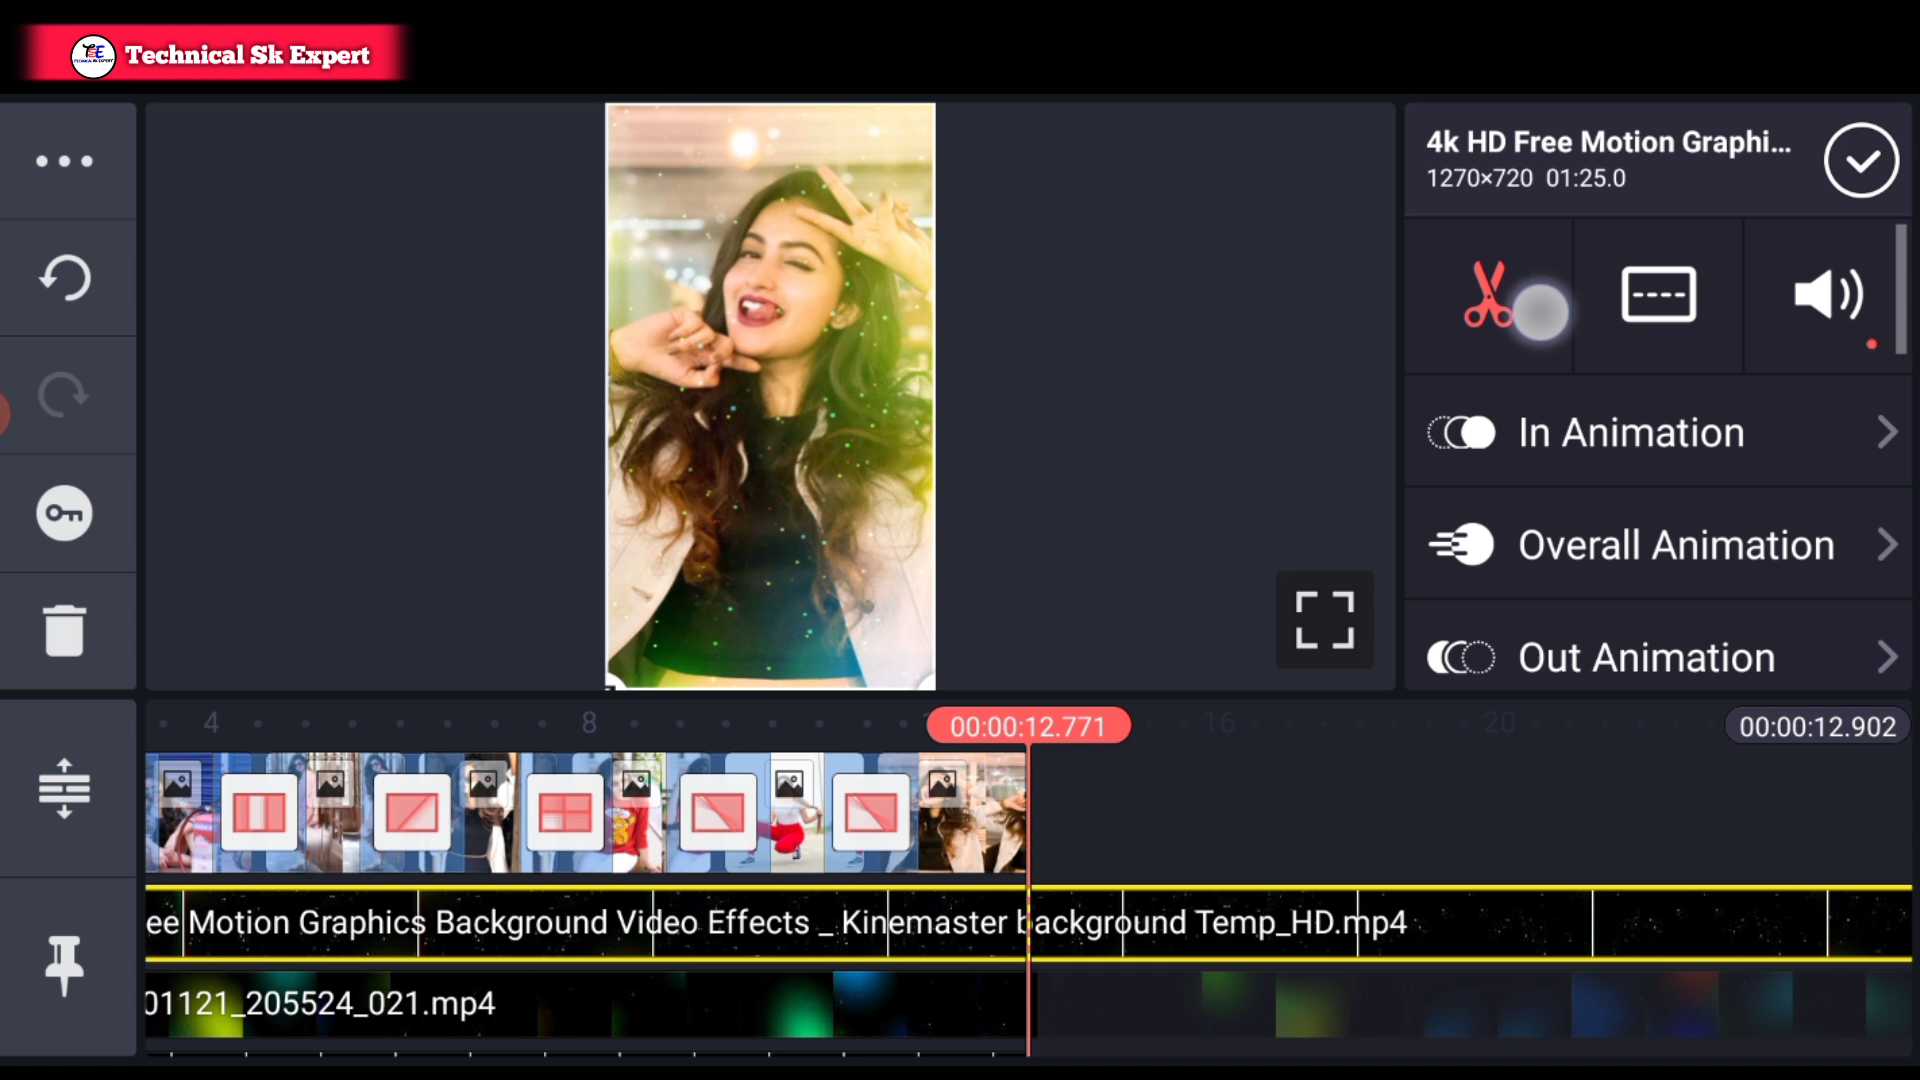 Technical Sk Expert
4k HD Free Motion Graphi...
1270×720 01:25.0
In Animation
Overall Animation
Out Animation
4
8
00:00:12.771
16
20
00:00:12.902
ee Motion Graphics Background Video Effects _ Kinemaster background Temp_HD.mp4
01121_205524_021.mp4